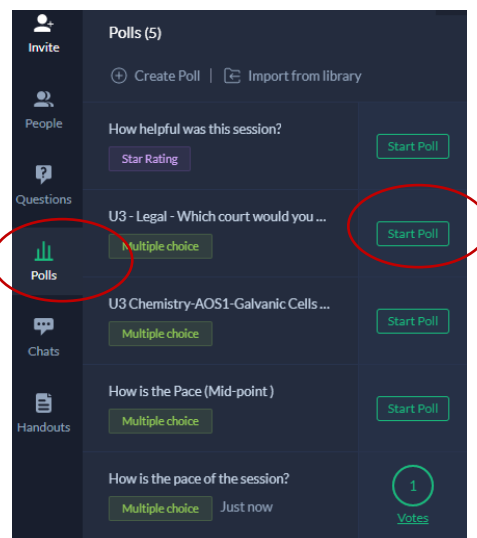 Invite
People
Questions
Polls
Chats
Handouts
Polls (5)
Create Poll | Import from library
How helpful was this session?
Star Rating
Start Poll
U3 - Legal - Which court would you ...
Multiple choice
Start Poll
U3 Chemistry-AOS1-Galvanic Cells ...
Multiple choice
Start Poll
How is the Pace (Mid-point )
Multiple choice
Start Poll
How is the pace of the session?
Multiple choice Just now
1
Votes